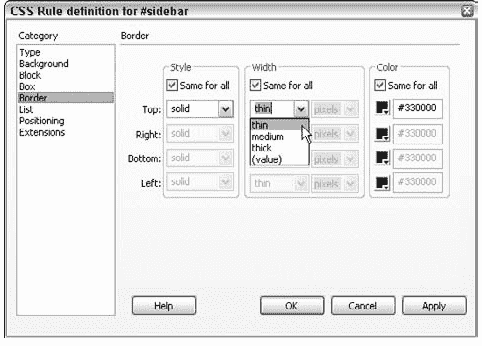 CSS Rule definition for #sidebar
Category
Border
Type
Background
Block
Box
Border
List
Positioning
Extensions
Style
Width
Color
Same for all
Same for all
Same for all
Top: solid thin pixels #330000
Right: solid pixels #330000
Bottom: solid pixels #330000
Left: solid thin pixels #330000
thin
medium
thick
(value)
Help
OK
Cancel
Apply